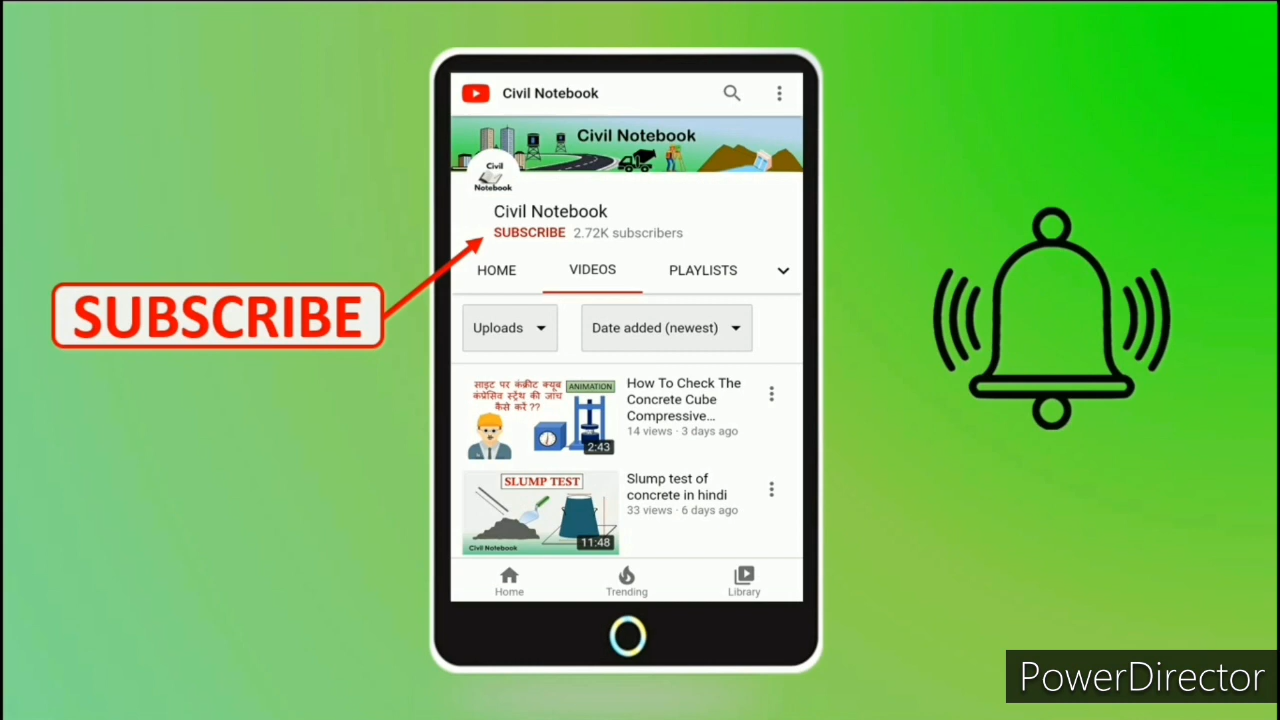 Civil Notebook
Civil Notebook
Civil
Notebook
Civil Notebook
SUBSCRIBE 2.72K subscribers
SUBSCRIBE
HOME VIDEOS PLAYLISTS
Uploads Date added (newest)
साइट पर कंक्रीट क्यूब
कंप्रेसिव स्ट्रैंथ की जांच
कैसे करें ??
ANIMATION
2:43
How To Check The
Concrete Cube
Compressive...
14 views · 3 days ago
SLUMP TEST
Civil Notebook
11:48
Slump test of
concrete in hindi
33 views · 6 days ago
Home Trending Library
PowerDirector